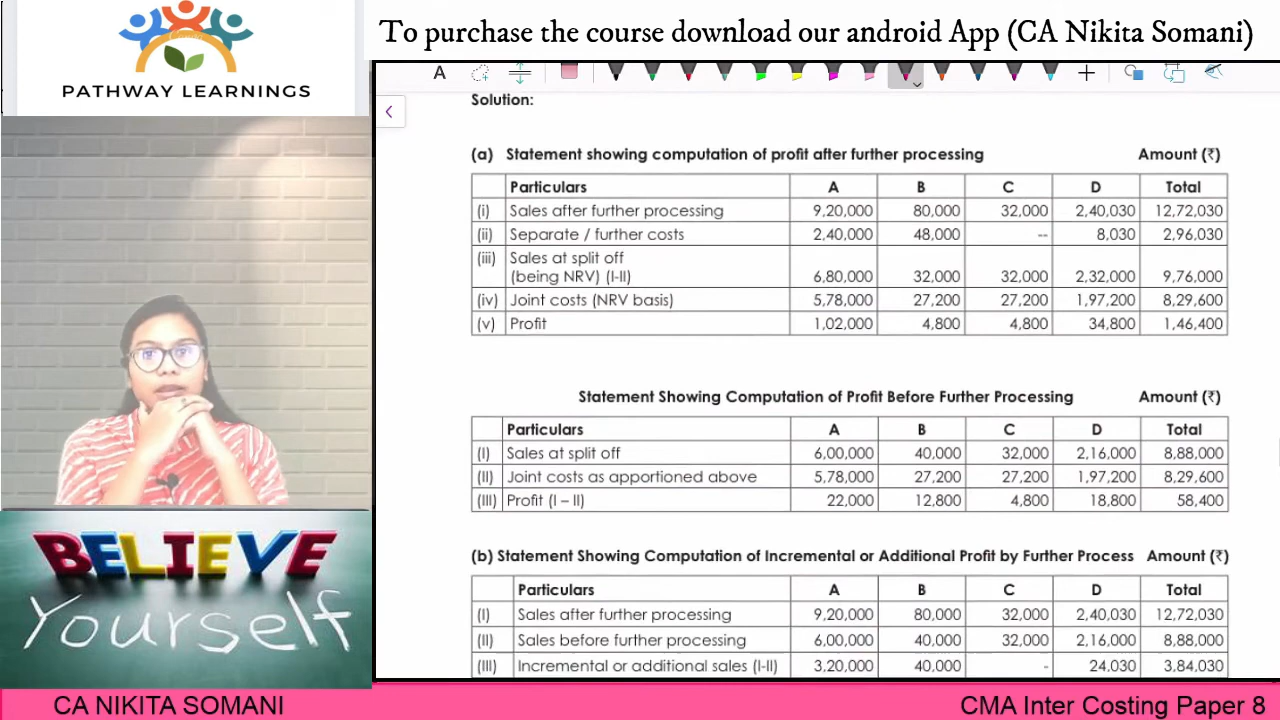 To purchase the course download our android App (CA Nikita Somani)
PATHWAY LEARNINGS
A
Solution:
(a) Statement showing computation of profit after further processing Amount (₹)
Particulars A B C D Total
(i) Sales after further processing 9,20,000 80,000 32,000 2,40,030 12,72,030
(ii) Separate / further costs 2,40,000 48,000 -- 8,030 2,96,030
(iii) Sales at split off
(being NRV) (I-II) 6,80,000 32,000 32,000 2,32,000 9,76,000
(iv) Joint costs (NRV basis) 5,78,000 27,200 27,200 1,97,200 8,29,600
(v) Profit 1,02,000 4,800 4,800 34,800 1,46,400
Statement Showing Computation of Profit Before Further Processing Amount (₹)
Particulars A B C D Total
(I) Sales at split off 6,00,000 40,000 32,000 2,16,000 8,88,000
(II) Joint costs as apportioned above 5,78,000 27,200 27,200 1,97,200 8,29,600
(III) Profit (I – II) 22,000 12,800 4,800 18,800 58,400
(b) Statement Showing Computation of Incremental or Additional Profit by Further Process Amount (₹)
Particulars A B C D Total
(I) Sales after further processing 9,20,000 80,000 32,000 2,40,030 12,72,030
(II) Sales before further processing 6,00,000 40,000 32,000 2,16,000 8,88,000
(III) Incremental or additional sales (I-II) 3,20,000 40,000 - 24,030 3,84,030
BELIEVE
Yourself
CA NIKITA SOMANI
CMA Inter Costing Paper 8